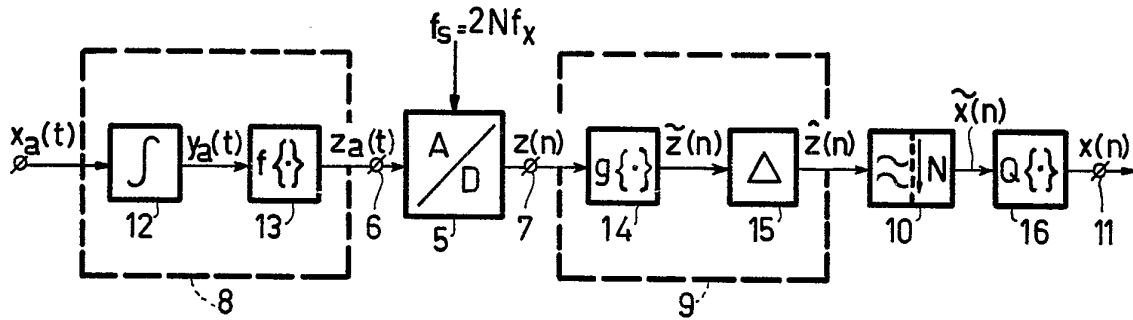 fs=2Nfx
xa(t)
∫
ya(t)
f{·}
za(t)
A/D
z(n)
g{·}
z̃(n)
Δ
ẑ(n)
≈ ↓N
x̃(n)
Q{·}
x(n)
12
13
6
5
7
14
15
10
16
11
8
9